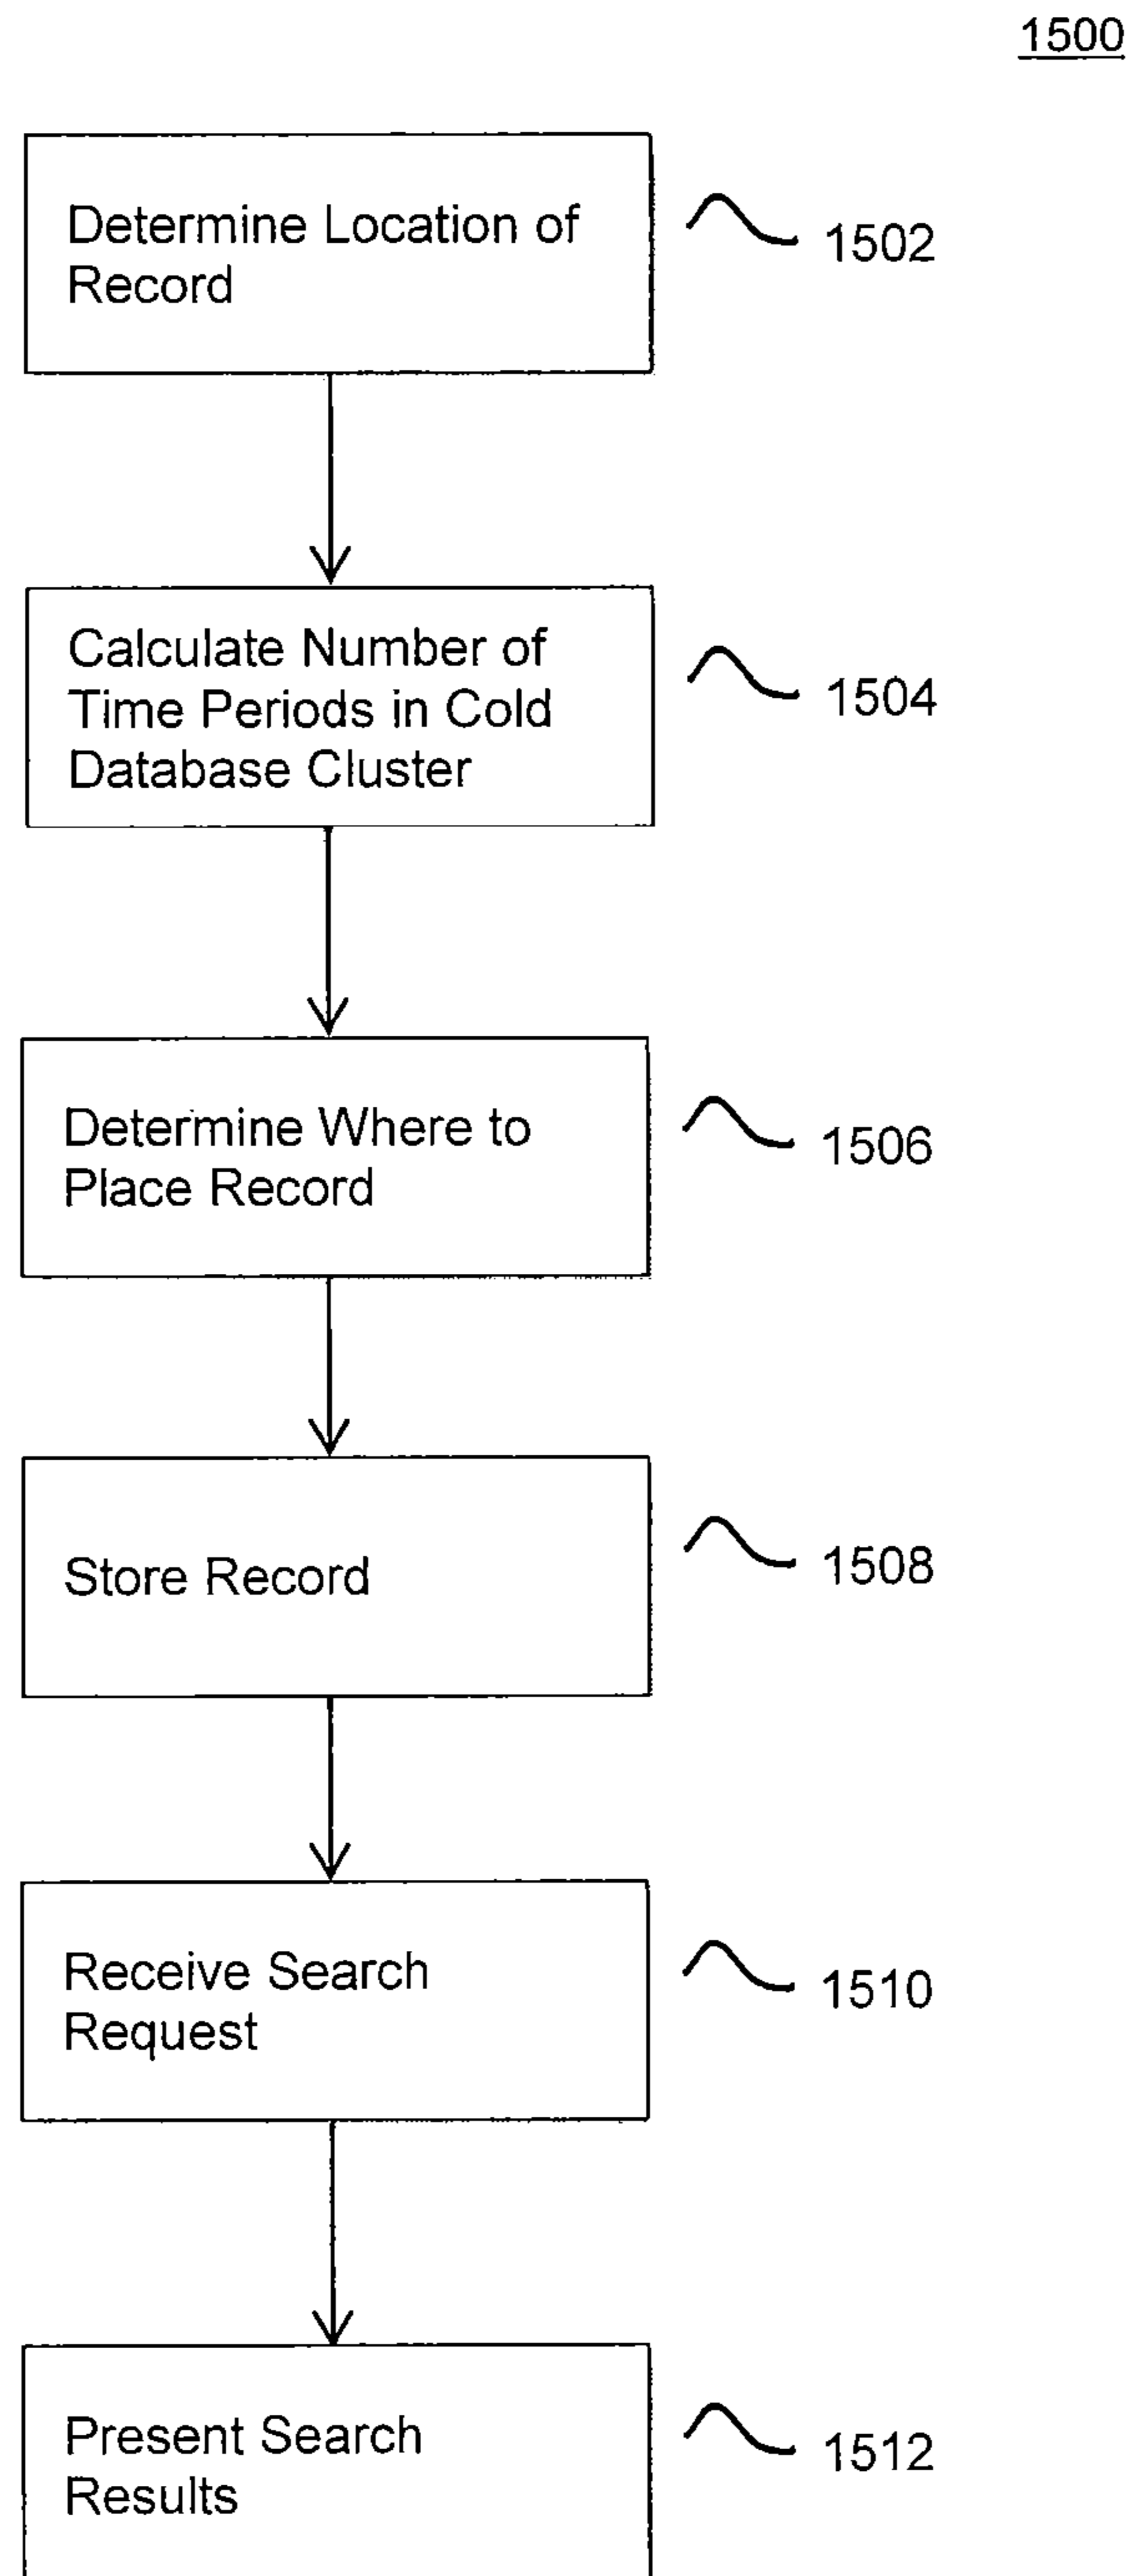 1500
Determine Location of
Record
1502
Calculate Number of
Time Periods in Cold
Database Cluster
1504
Determine Where to
Place Record
1506
Store Record
1508
Receive Search
Request
1510
Present Search
Results
1512